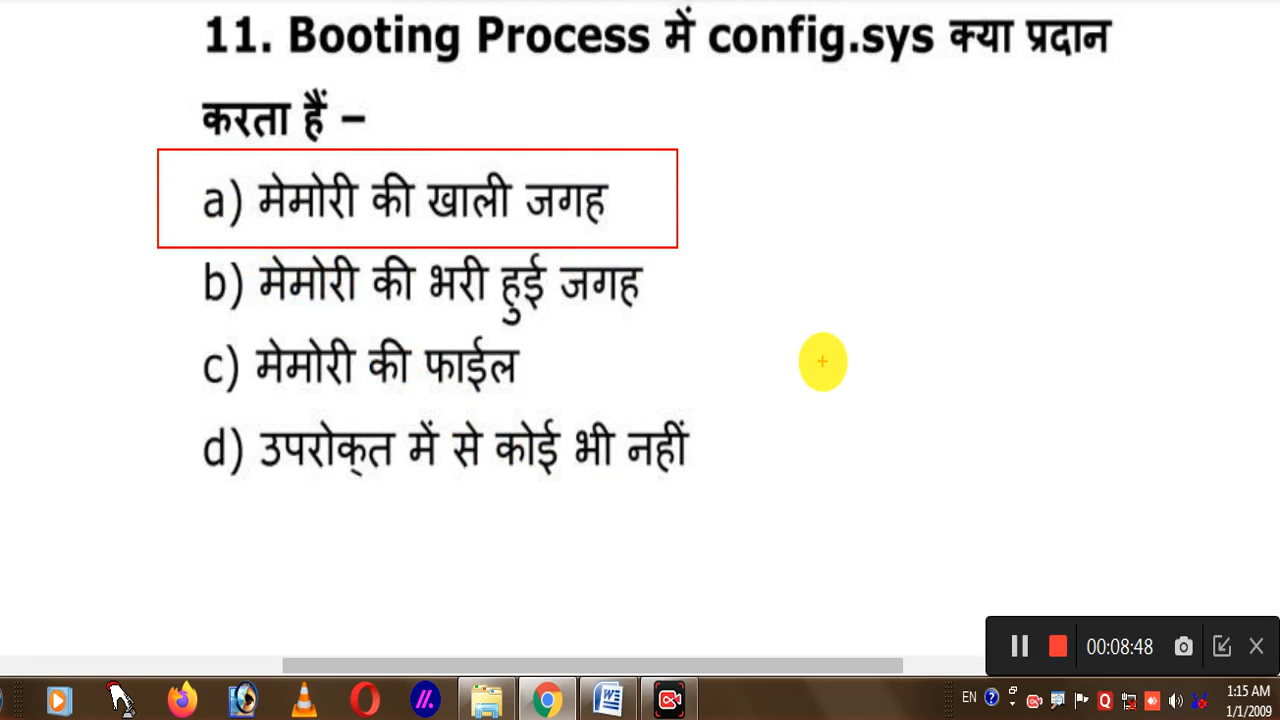 11. Booting Process में config.sys क्या प्रदान
करता हैं –
a) मेमोरी की खाली जगह
b) मेमोरी की भरी हुई जगह
c) मेमोरी की फाईल
d) उपरोक्त में से कोई भी नहीं
00:08:48
EN
1:15 AM
1/1/2009